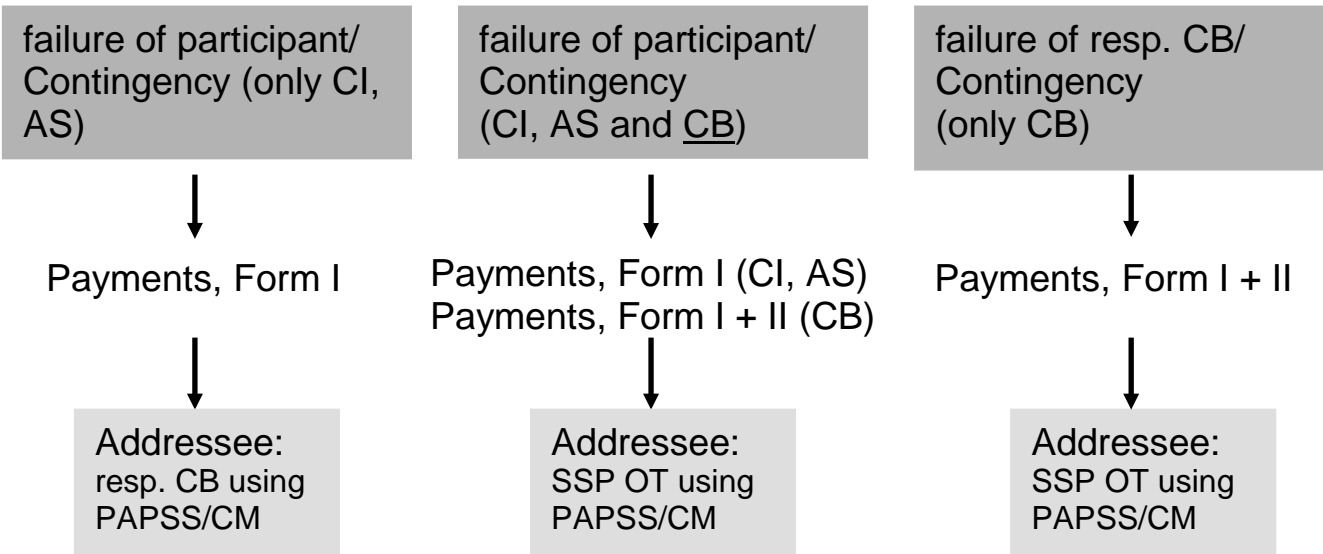 failure of participant/
Contingency (only CI,
AS)
failure of participant/
Contingency
(CI, AS and CB)
failure of resp. CB/
Contingency
(only CB)
Payments, Form I
Payments, Form I (CI, AS)
Payments, Form I + II (CB)
Payments, Form I + II
Addressee:
resp. CB using
PAPSS/CM
Addressee:
SSP OT using
PAPSS/CM
Addressee:
SSP OT using
PAPSS/CM